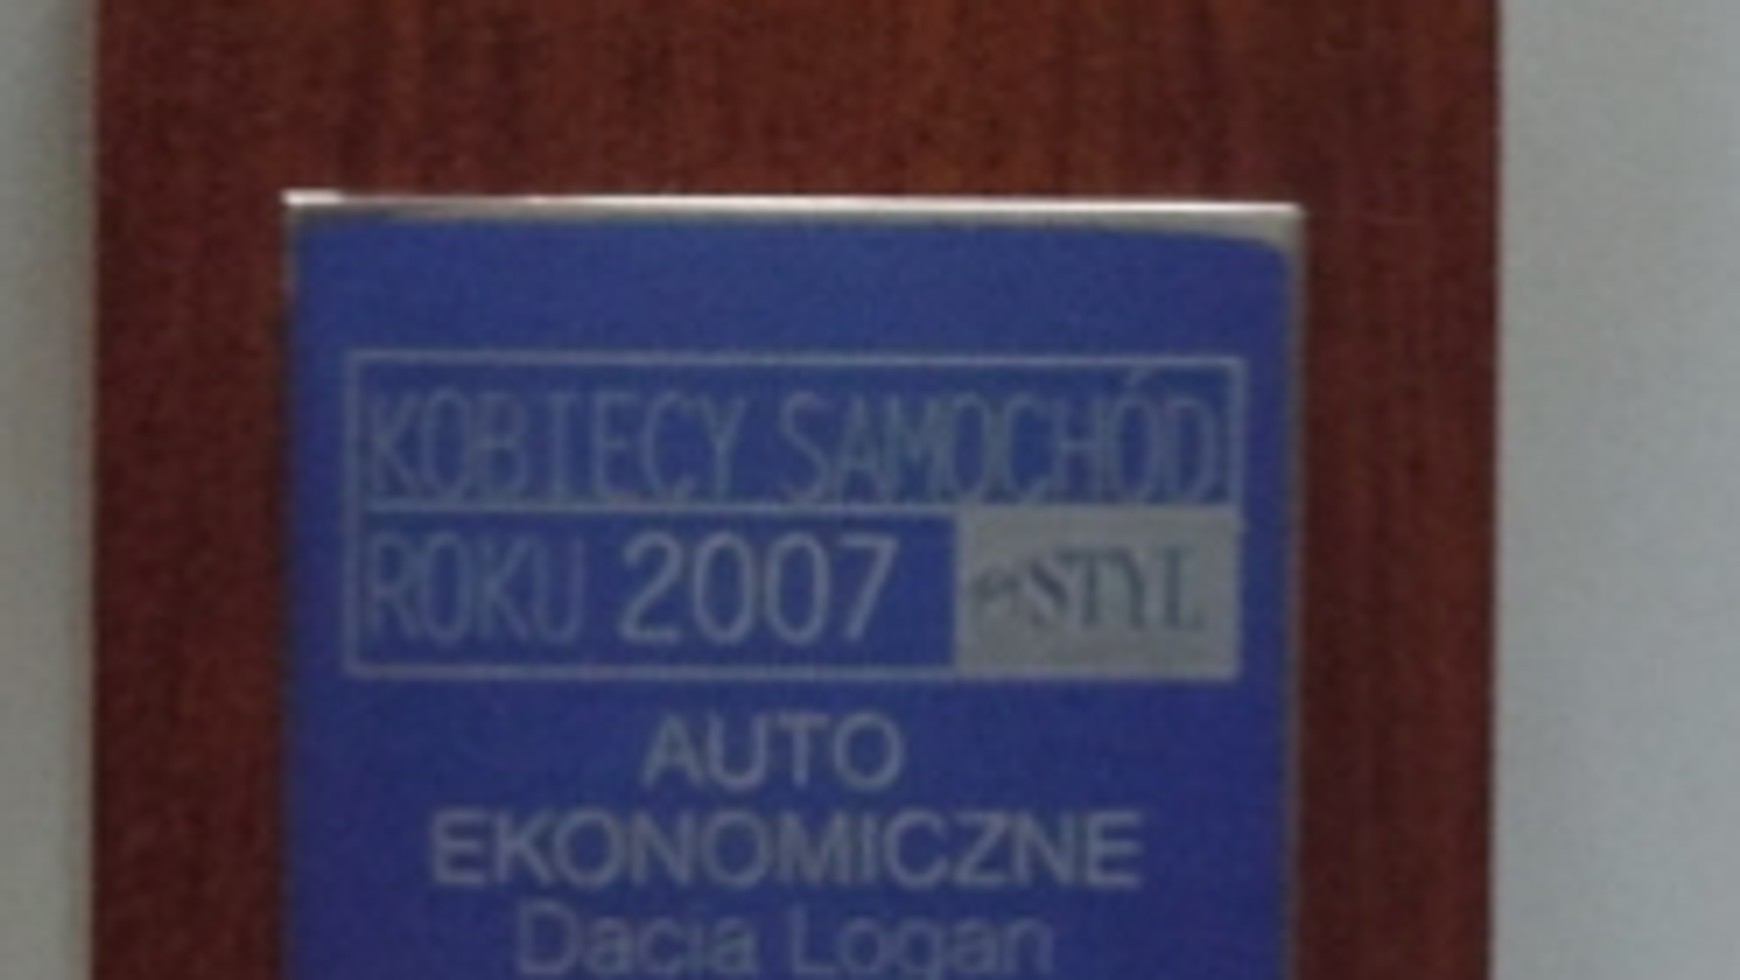 KOBIECY SAMOCHÓD
ROKU 2007 STYL
AUTO
EKONOMICZNE
Dacia Logan